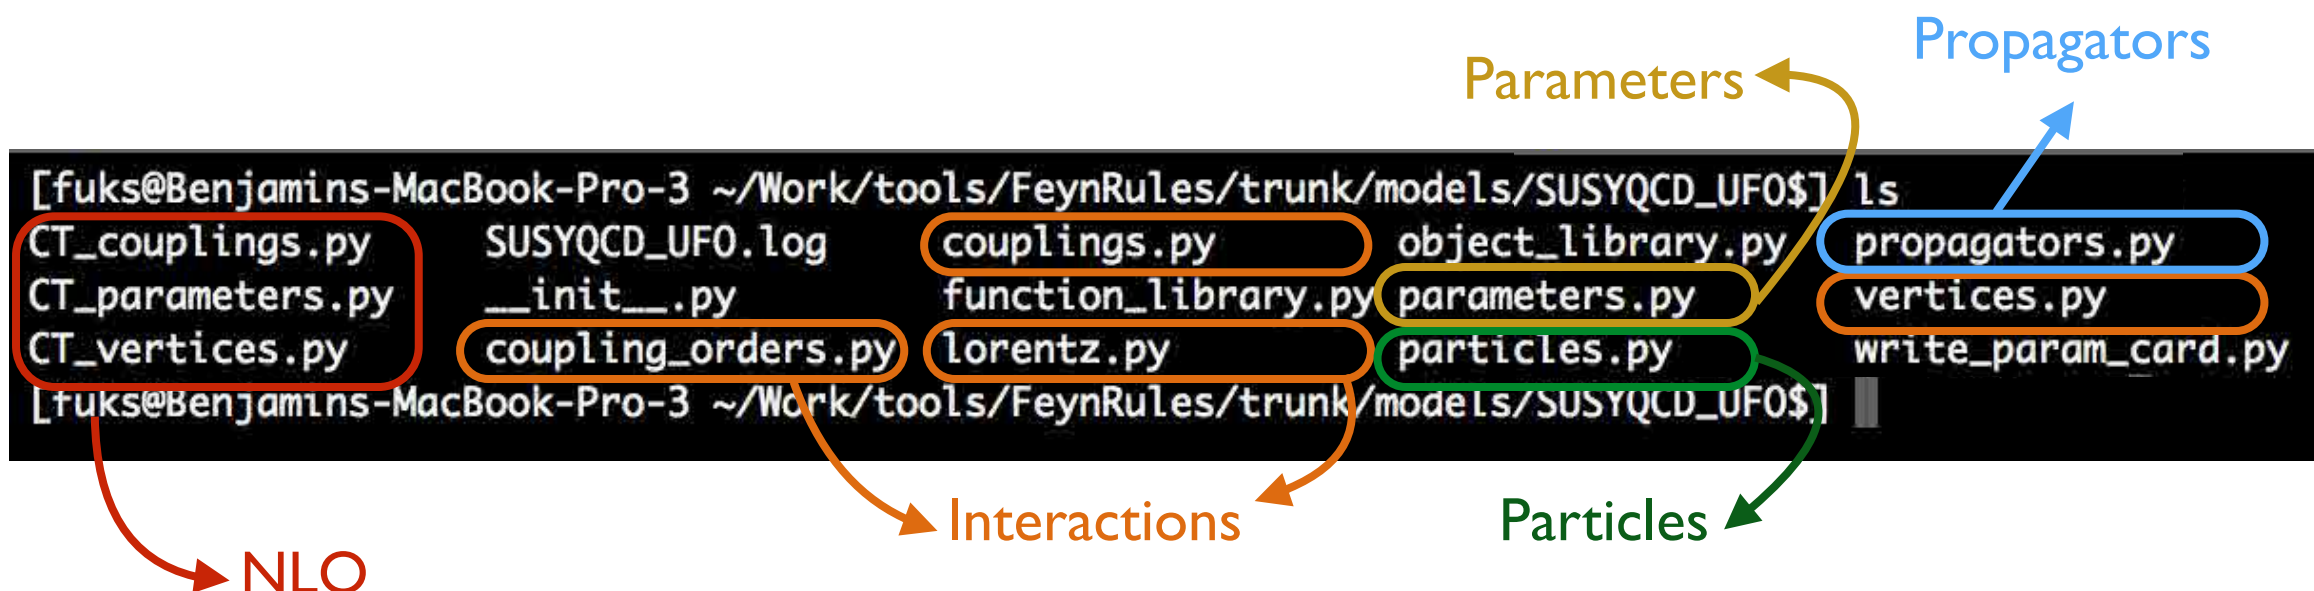 Propagators
Parameters
[fuks@Benjamins-MacBook-Pro-3 ~/Work/tools/FeynRules/trunk/models/SUSYQCD_UFO$] ls
CT_couplings.py SUSYQCD_UFO.log couplings.py object_library.py propagators.py
CT_parameters.py __init__.py function_library.py parameters.py vertices.py
CT_vertices.py coupling_orders.py lorentz.py particles.py write_param_card.py
[fuks@Benjamins-MacBook-Pro-3 ~/Work/tools/FeynRules/trunk/models/SUSYQCD_UFO$]
Interactions Particles
NLO